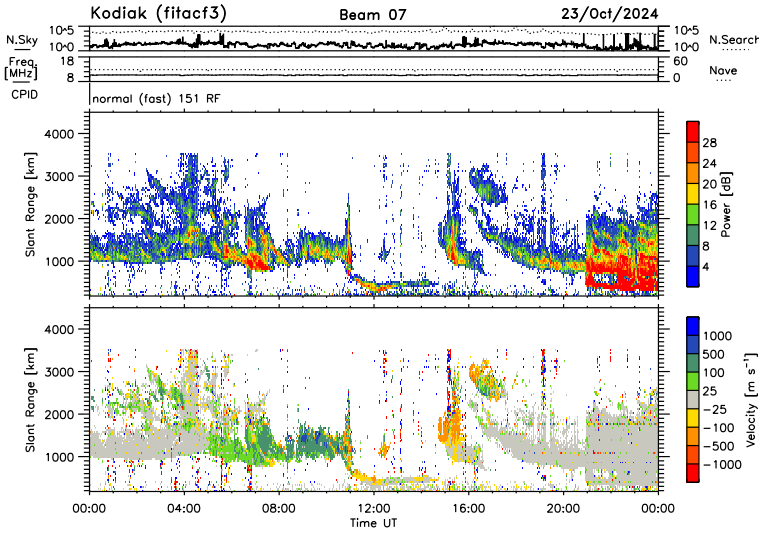 Kodiak (fitacf3) Beam 07 23/Oct/2024
N.Sky 10^5 10^0 10^5 10^0 N.Search
Freq. [MHz] 18 8 60 0 Nave
CPID normal (fast) 151 RF
Slant Range [km] 4000 3000 2000 1000
28 24 20 16 12 8 4 Power [dB]
Slant Range [km] 4000 3000 2000 1000
1000 500 100 25 -25 -100 -500 -1000 Velocity [m s⁻¹]
00:00 04:00 08:00 12:00 16:00 20:00 00:00
Time UT